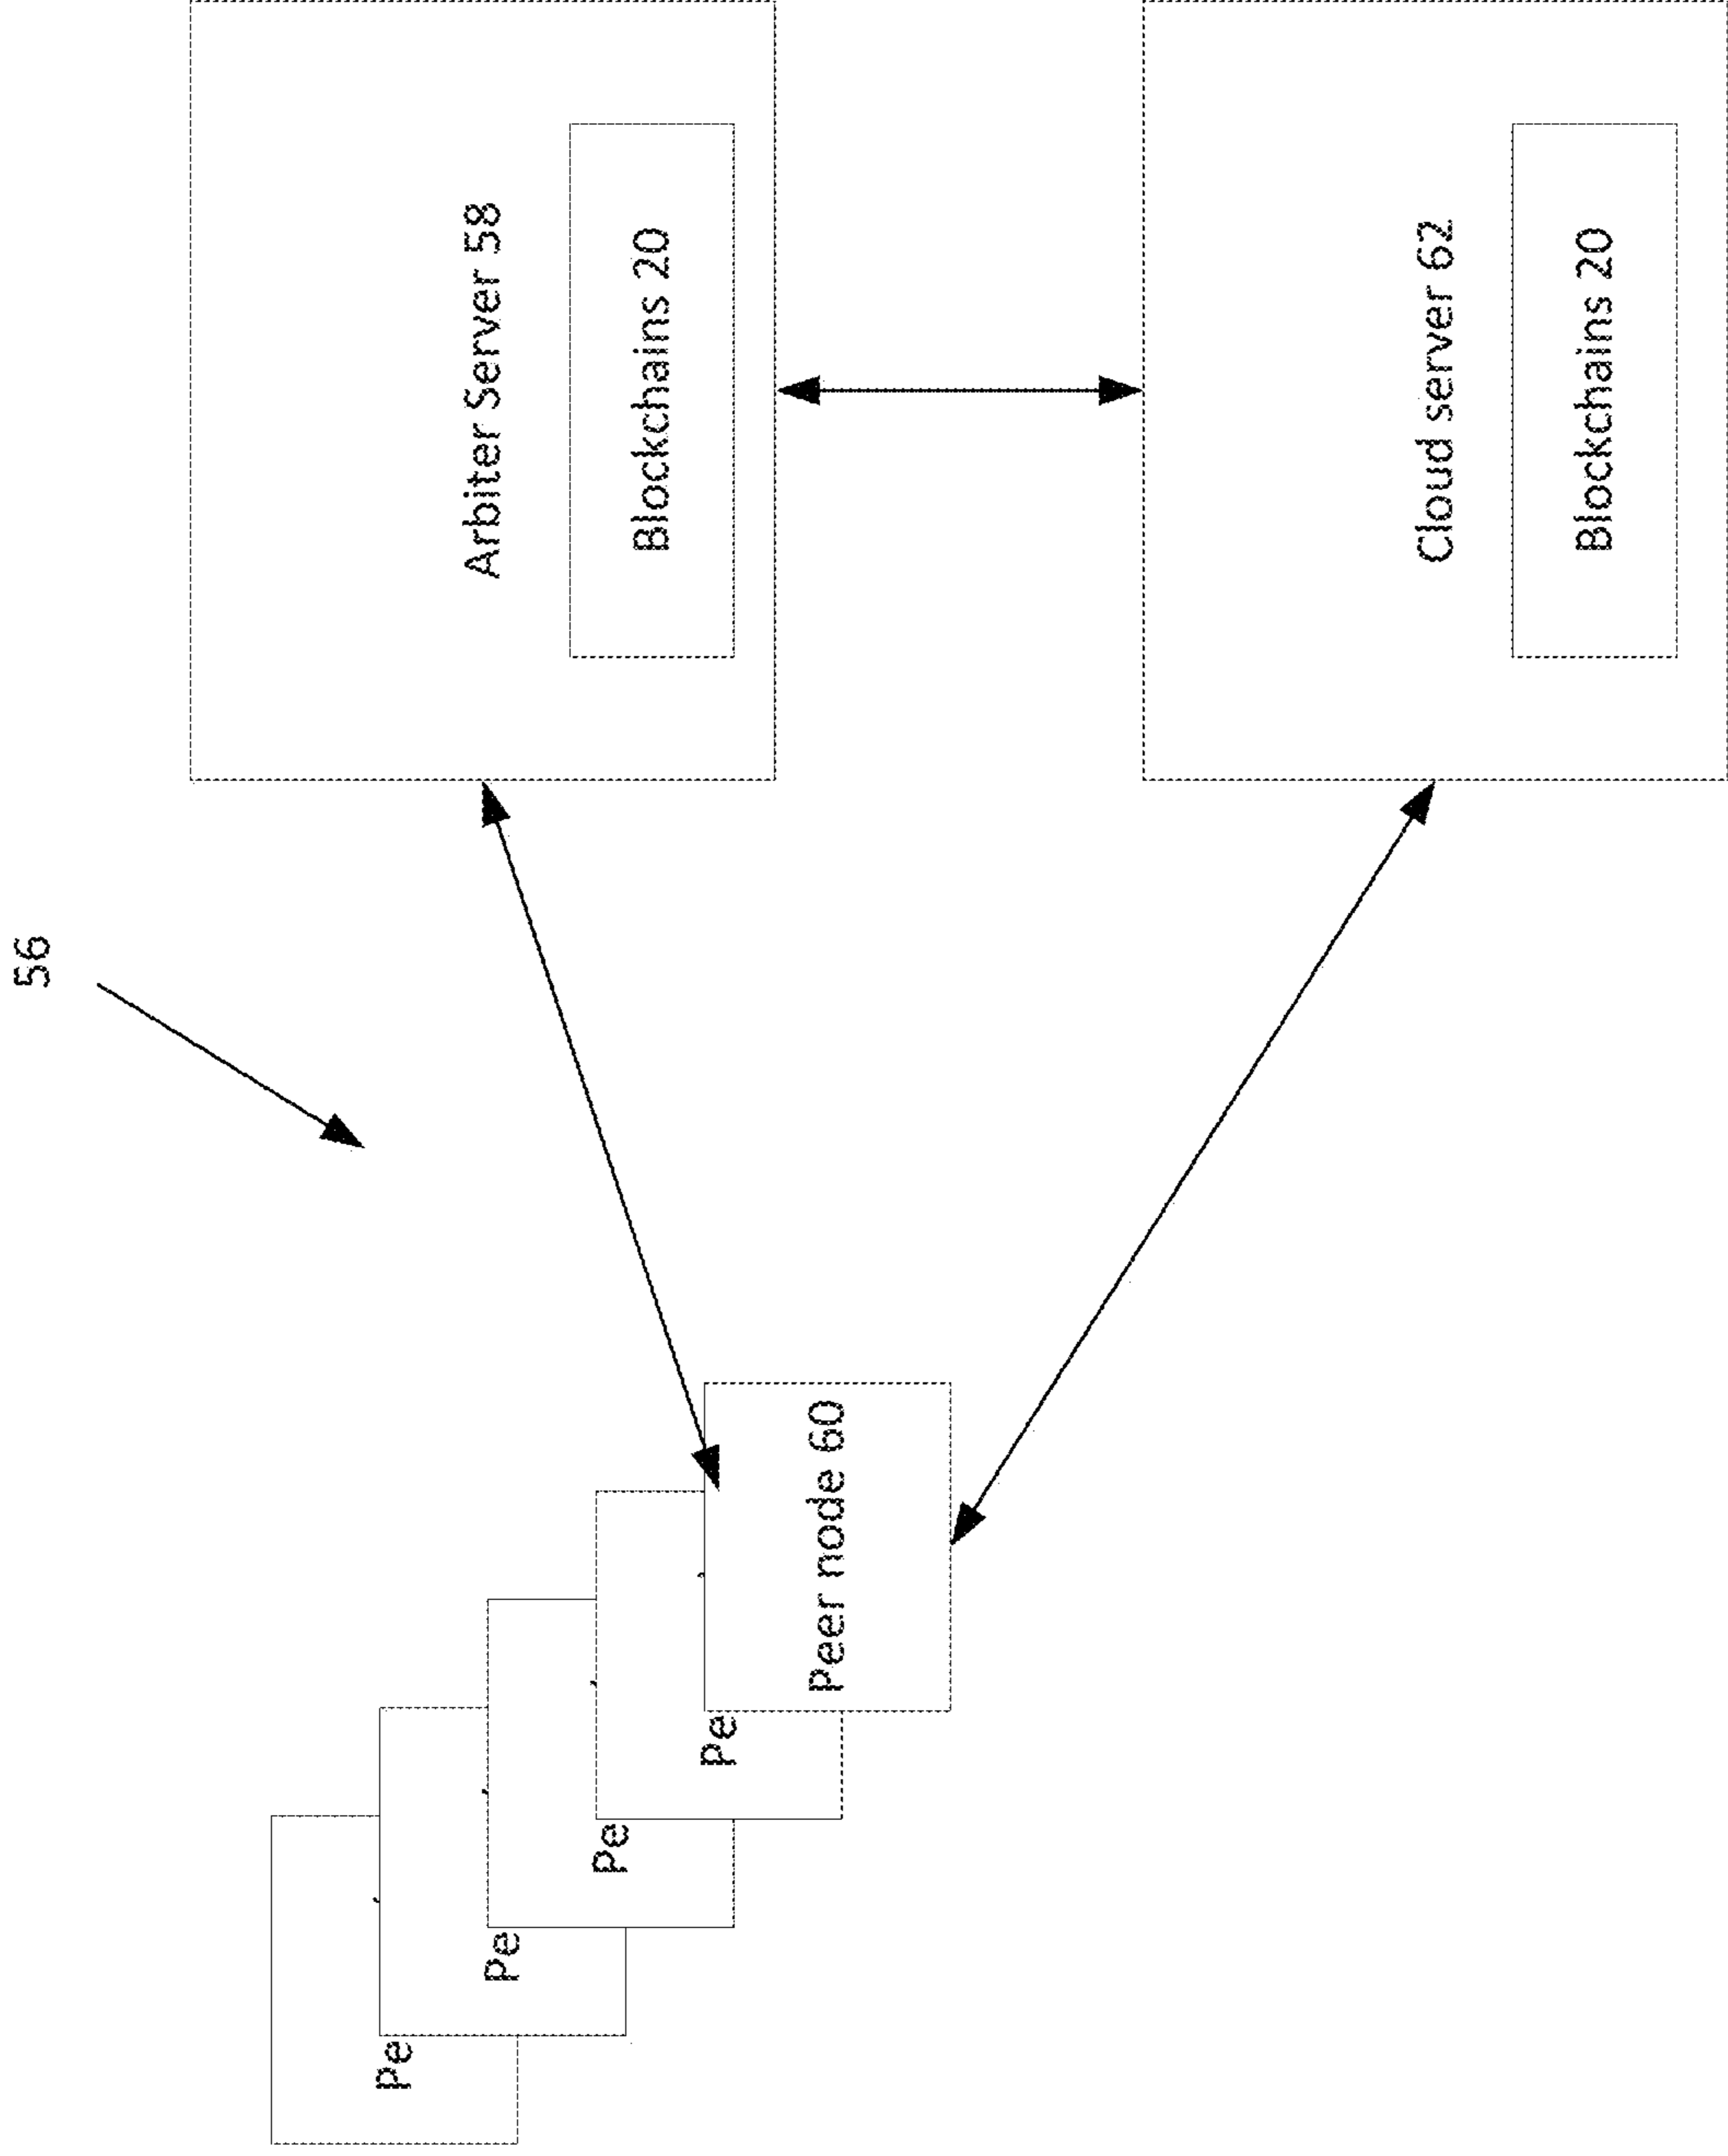 56
Pe
Pe
Pe
Pe
Peer node 60
Arbiter Server 58
Blockchains 20
Cloud server 62
Blockchains 20